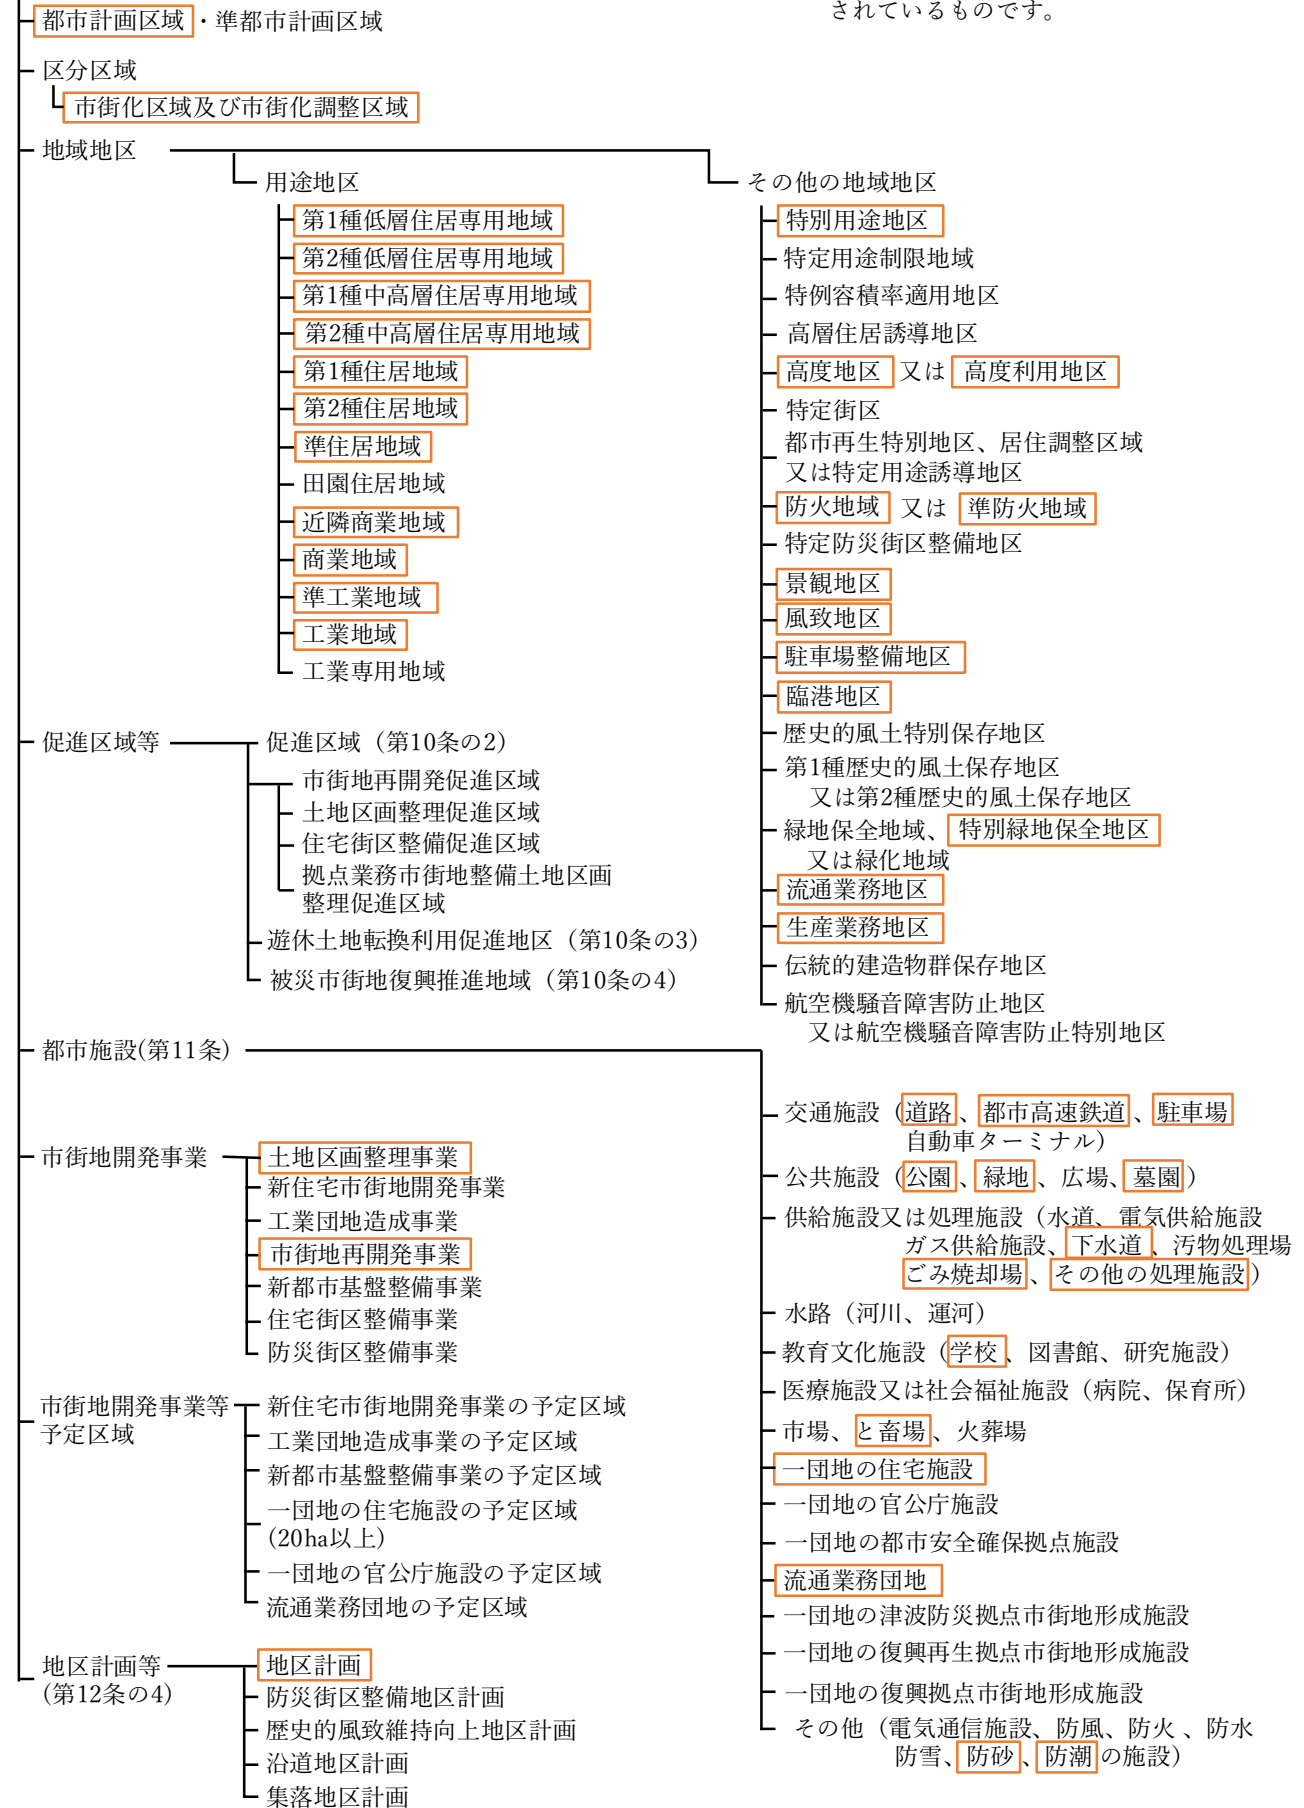 されているものです。
都市計画区域・準都市計画区域
区分区域
市街化区域及び市街化調整区域
地域地区
用途地区
第1種低層住居専用地域
第2種低層住居専用地域
第1種中高層住居専用地域
第2種中高層住居専用地域
第1種住居地域
第2種住居地域
準住居地域
田園住居地域
近隣商業地域
商業地域
準工業地域
工業地域
工業専用地域
その他の地域地区
特別用途地区
特定用途制限地域
特例容積率適用地区
高層住居誘導地区
高度地区 又は 高度利用地区
特定街区
都市再生特別地区、居住調整区域
又は特定用途誘導地区
防火地域 又は 準防火地域
特定防災街区整備地区
景観地区
風致地区
駐車場整備地区
臨港地区
歴史的風土特別保存地区
第1種歴史的風土保存地区
又は第2種歴史的風土保存地区
緑地保全地域、特別緑地保全地区
又は緑化地域
流通業務地区
生産業務地区
伝統的建造物群保存地区
航空機騒音障害防止地区
又は航空機騒音障害防止特別地区
促進区域等
促進区域（第10条の2）
市街地再開発促進区域
土地区画整理促進区域
住宅街区整備促進区域
拠点業務市街地整備土地区画
整理促進区域
遊休土地転換利用促進地区（第10条の3）
被災市街地復興推進地域（第10条の4）
都市施設(第11条)
交通施設（道路、都市高速鉄道、駐車場
自動車ターミナル）
公共施設（公園、緑地、広場、墓園）
供給施設又は処理施設（水道、電気供給施設
ガス供給施設、下水道、汚物処理場
ごみ焼却場、その他の処理施設）
水路（河川、運河）
教育文化施設（学校、図書館、研究施設）
医療施設又は社会福祉施設（病院、保育所）
市場、と畜場、火葬場
一団地の住宅施設
一団地の官公庁施設
一団地の都市安全確保拠点施設
流通業務団地
一団地の津波防災拠点市街地形成施設
一団地の復興再生拠点市街地形成施設
一団地の復興拠点市街地形成施設
その他（電気通信施設、防風、防火、防水
防雪、防砂、防潮の施設）
市街地開発事業
土地区画整理事業
新住宅市街地開発事業
工業団地造成事業
市街地再開発事業
新都市基盤整備事業
住宅街区整備事業
防災街区整備事業
市街地開発事業等
予定区域
新住宅市街地開発事業の予定区域
工業団地造成事業の予定区域
新都市基盤整備事業の予定区域
一団地の住宅施設の予定区域
(20ha以上)
一団地の官公庁施設の予定区域
流通業務団地の予定区域
地区計画等
(第12条の4)
地区計画
防災街区整備地区計画
歴史的風致維持向上地区計画
沿道地区計画
集落地区計画